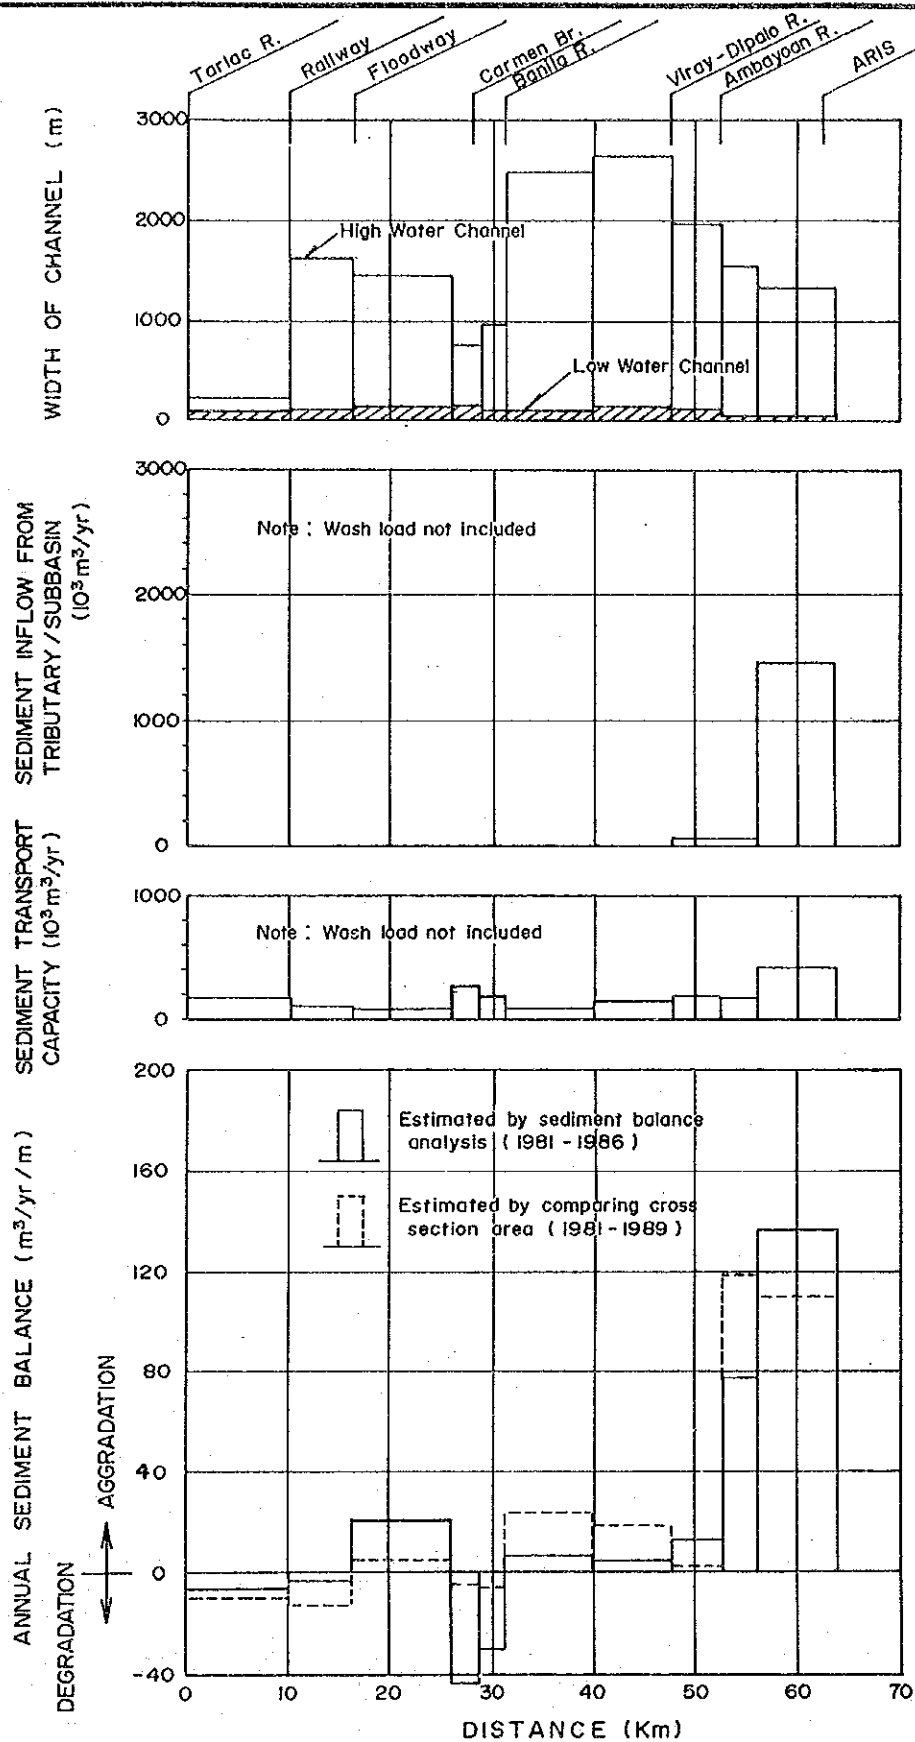 Tarlac R.
Railway
Floodway
Carmen Br.
Banila R.
Viray-Dipalo R.
Ambayoan R.
ARIS
WIDTH OF CHANNEL (m)
3000
2000
1000
0
High Water Channel
Low Water Channel
SEDIMENT INFLOW FROM
TRIBUTARY/SUBBASIN
(10³m³/yr)
3000
2000
1000
0
Note : Wash load not included
SEDIMENT TRANSPORT
CAPACITY (10³m³/yr)
1000
0
Note : Wash load not included
ANNUAL SEDIMENT BALANCE (m³/yr/m)
DEGRADATION
AGGRADATION
200
160
120
80
40
0
-40
Estimated by sediment balance
analysis (1981 - 1986)
Estimated by comparing cross
section area (1981 - 1989)
0 10 20 30 40 50 60 70
DISTANCE (Km)